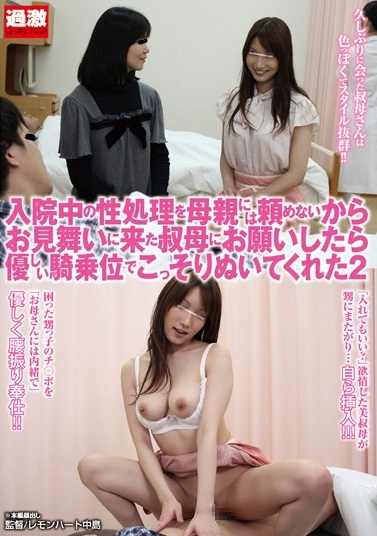 過激
久しぶりに会った叔母さんは
色っぽくてスタイル抜群!!
入院中の性処理を母親には頼めないから
お見舞いに来た叔母にお願いしたら
優しい騎乗位でこっそりぬいてくれた2
「入れてもいい?」欲情した美叔母が
甥にまたがり…自ら挿入!!!
困った甥っ子のチ○ポを
「お母さんには内緒で」
優しく腰振り奉仕!!
※本編顔出し
監督/レモンハート中島